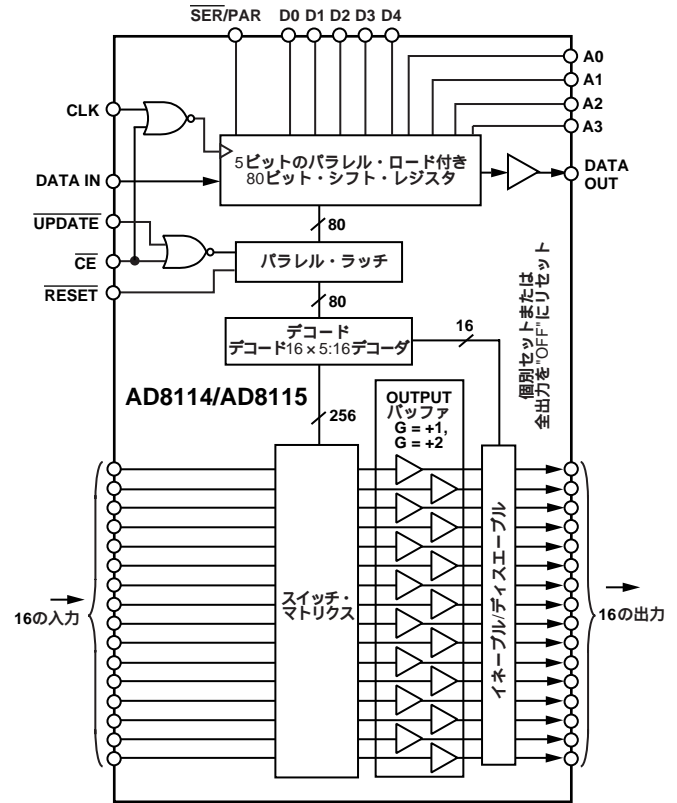 SER/PAR D0 D1 D2 D3 D4
A0
A1
A2
A3
CLK
DATA IN
UPDATE
CE
RESET
5ビットのパラレル・ロード付き
80ビット・シフト・レジスタ
DATA
OUT
80
パラレル・ラッチ
80
デコード
デコード16×5:16デコーダ
16
256
AD8114/AD8115
個別セットまたは
全出力を"OFF"にリセット
OUTPUT
バッファ
G = +1,
G = +2
スイッチ・
マトリクス
イネーブル/ディスエーブル
16の入力
16の出力